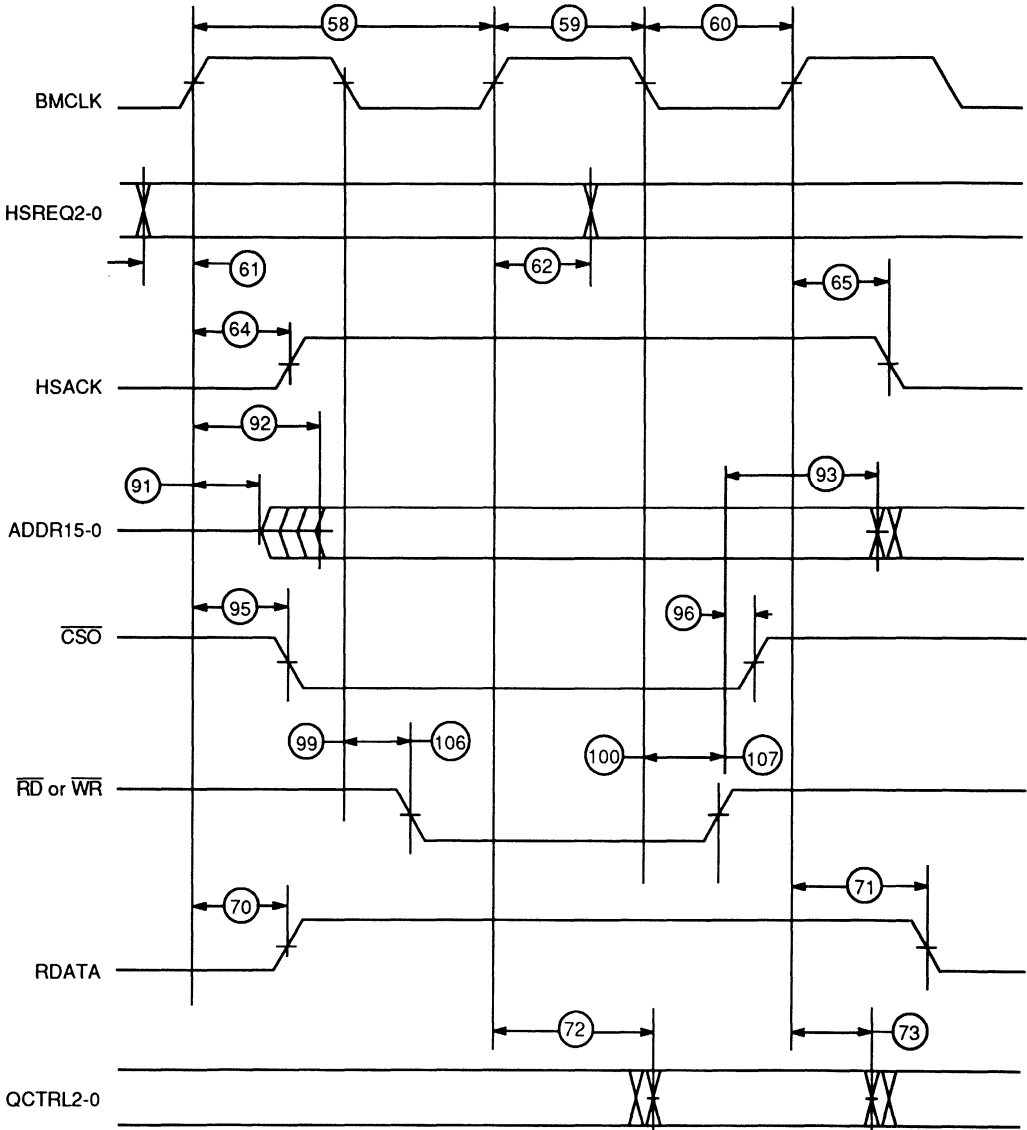 58 59 60
BMCLK
HSREQ2-0
61 62 65
64
HSACK
92
91 93
ADDR15-0
95 96
CSO
99 106 100 107
RD or WR
70 71
RDATA
72 73
QCTRL2-0